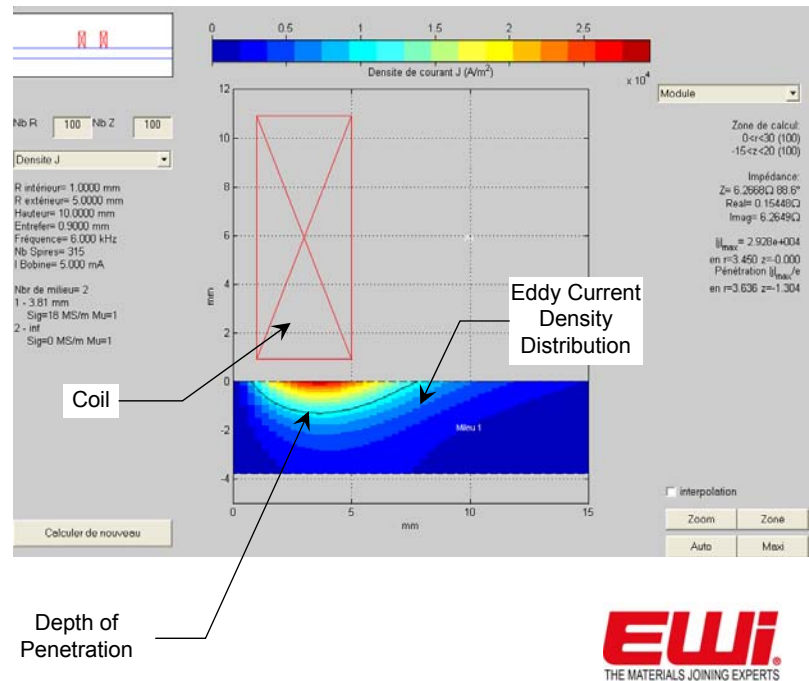 0 0.5 1 1.5 2 2.5
x 10⁴
Densite de courant J (A/m²)
Nb R 100 Nb Z 100
Densite J
R intérieur= 1.0000 mm
R extérieur= 5.0000 mm
Hauteur= 10.0000 mm
Entrefer= 0.9000 mm
Fréquence= 6.000 kHz
Nb Spires= 315
I Bobine= 5.000 mA
Nbr de milieu= 2
1 - 3.81 mm
Sig=18 MS/m Mu=1
2 - inf
Sig=0 MS/m Mu=1
Calculer de nouveau
12
10
8
6
4
2
0
-2
-4
mm
0 5 10 15
mm
Milieu 1
Coil
Eddy Current
Density
Distribution
Depth of
Penetration
Module
Zone de calcul:
0<r<30 (100)
-15<z<20 (100)
Impédance:
Z= 6.2668Ω 88.6°
Real= 0.15448Ω
Imag= 6.2649Ω
|j|max= 2.928e+004
en r=3.450 z=-0.000
Pénétration |j|max/e
en r=3.636 z=-1.304
interpolation
Zoom Zone
Auto Maxi
EWi.
THE MATERIALS JOINING EXPERTS